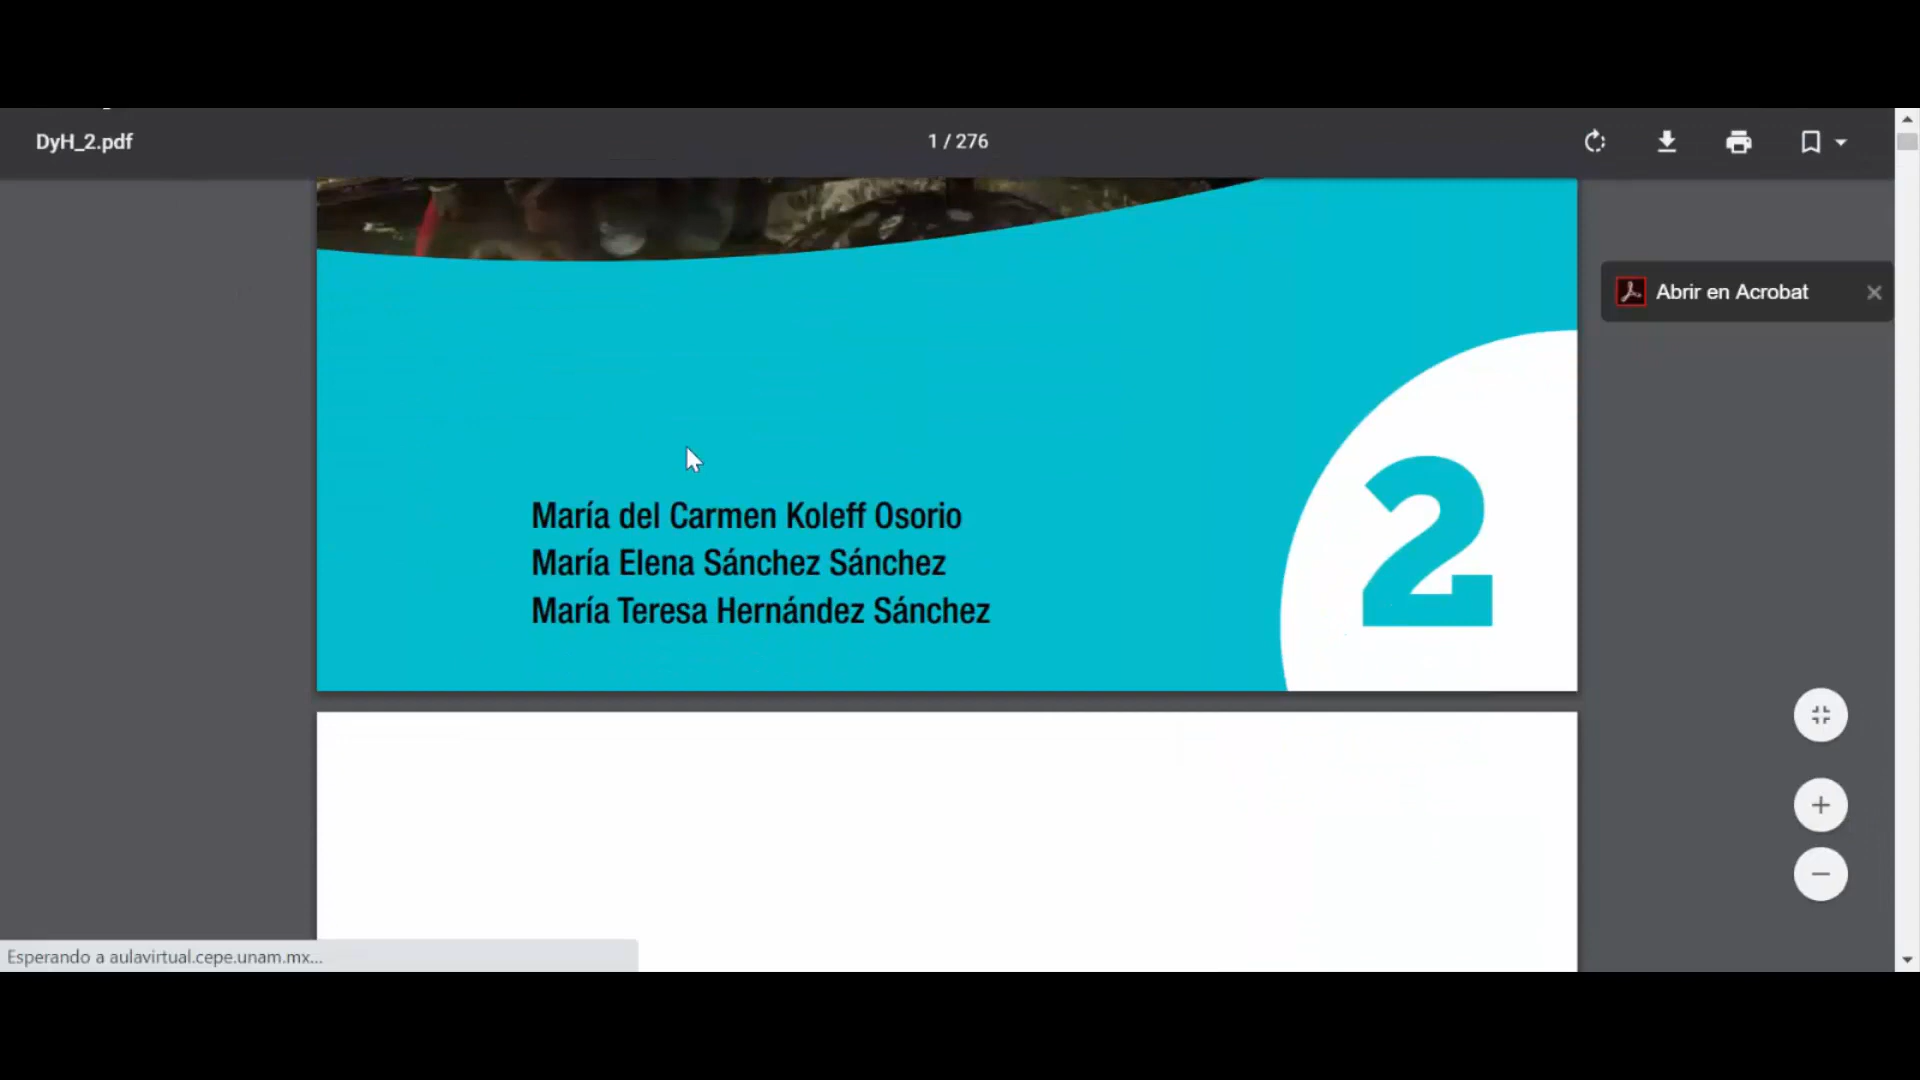 DyH_2.pdf
1 / 276
Abrir en Acrobat
María del Carmen Koleff Osorio
María Elena Sánchez Sánchez
María Teresa Hernández Sánchez
2
Esperando a aulavirtual.cepe.unam.mx...